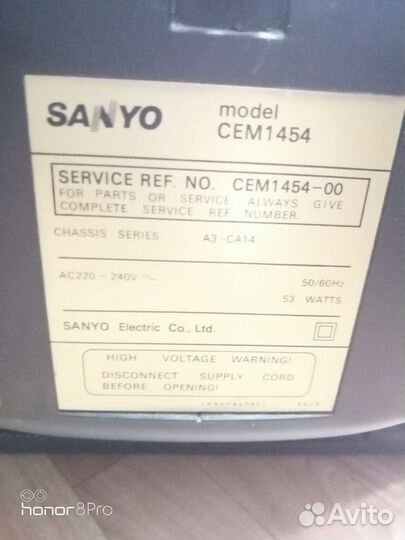 SANYO
model
CEM1454
SERVICE REF. NO. CEM1454-00
FOR PARTS OR SERVICE ALWAYS GIVE
COMPLETE SERVICE REF NUMBER
CHASSIS SERIES A3-CA14
AC220 - 240V ~ 50/60Hz
53 WATTS
SANYO Electric Co., Ltd.
HIGH VOLTAGE WARNING!
DISCONNECT SUPPLY CORD
BEFORE OPENING!
honor 8Pro
Avito